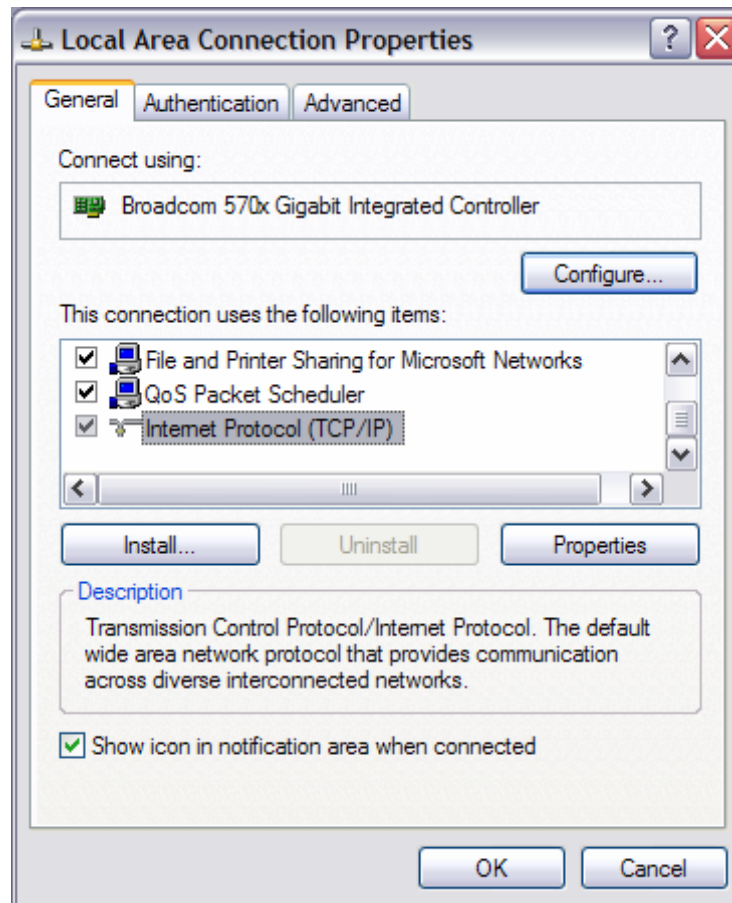 Local Area Connection Properties
General Authentication Advanced
Connect using:
Broadcom 570x Gigabit Integrated Controller
Configure...
This connection uses the following items:
File and Printer Sharing for Microsoft Networks
QoS Packet Scheduler
Internet Protocol (TCP/IP)
Install... Uninstall Properties
Description
Transmission Control Protocol/Internet Protocol. The default
wide area network protocol that provides communication
across diverse interconnected networks.
Show icon in notification area when connected
OK Cancel